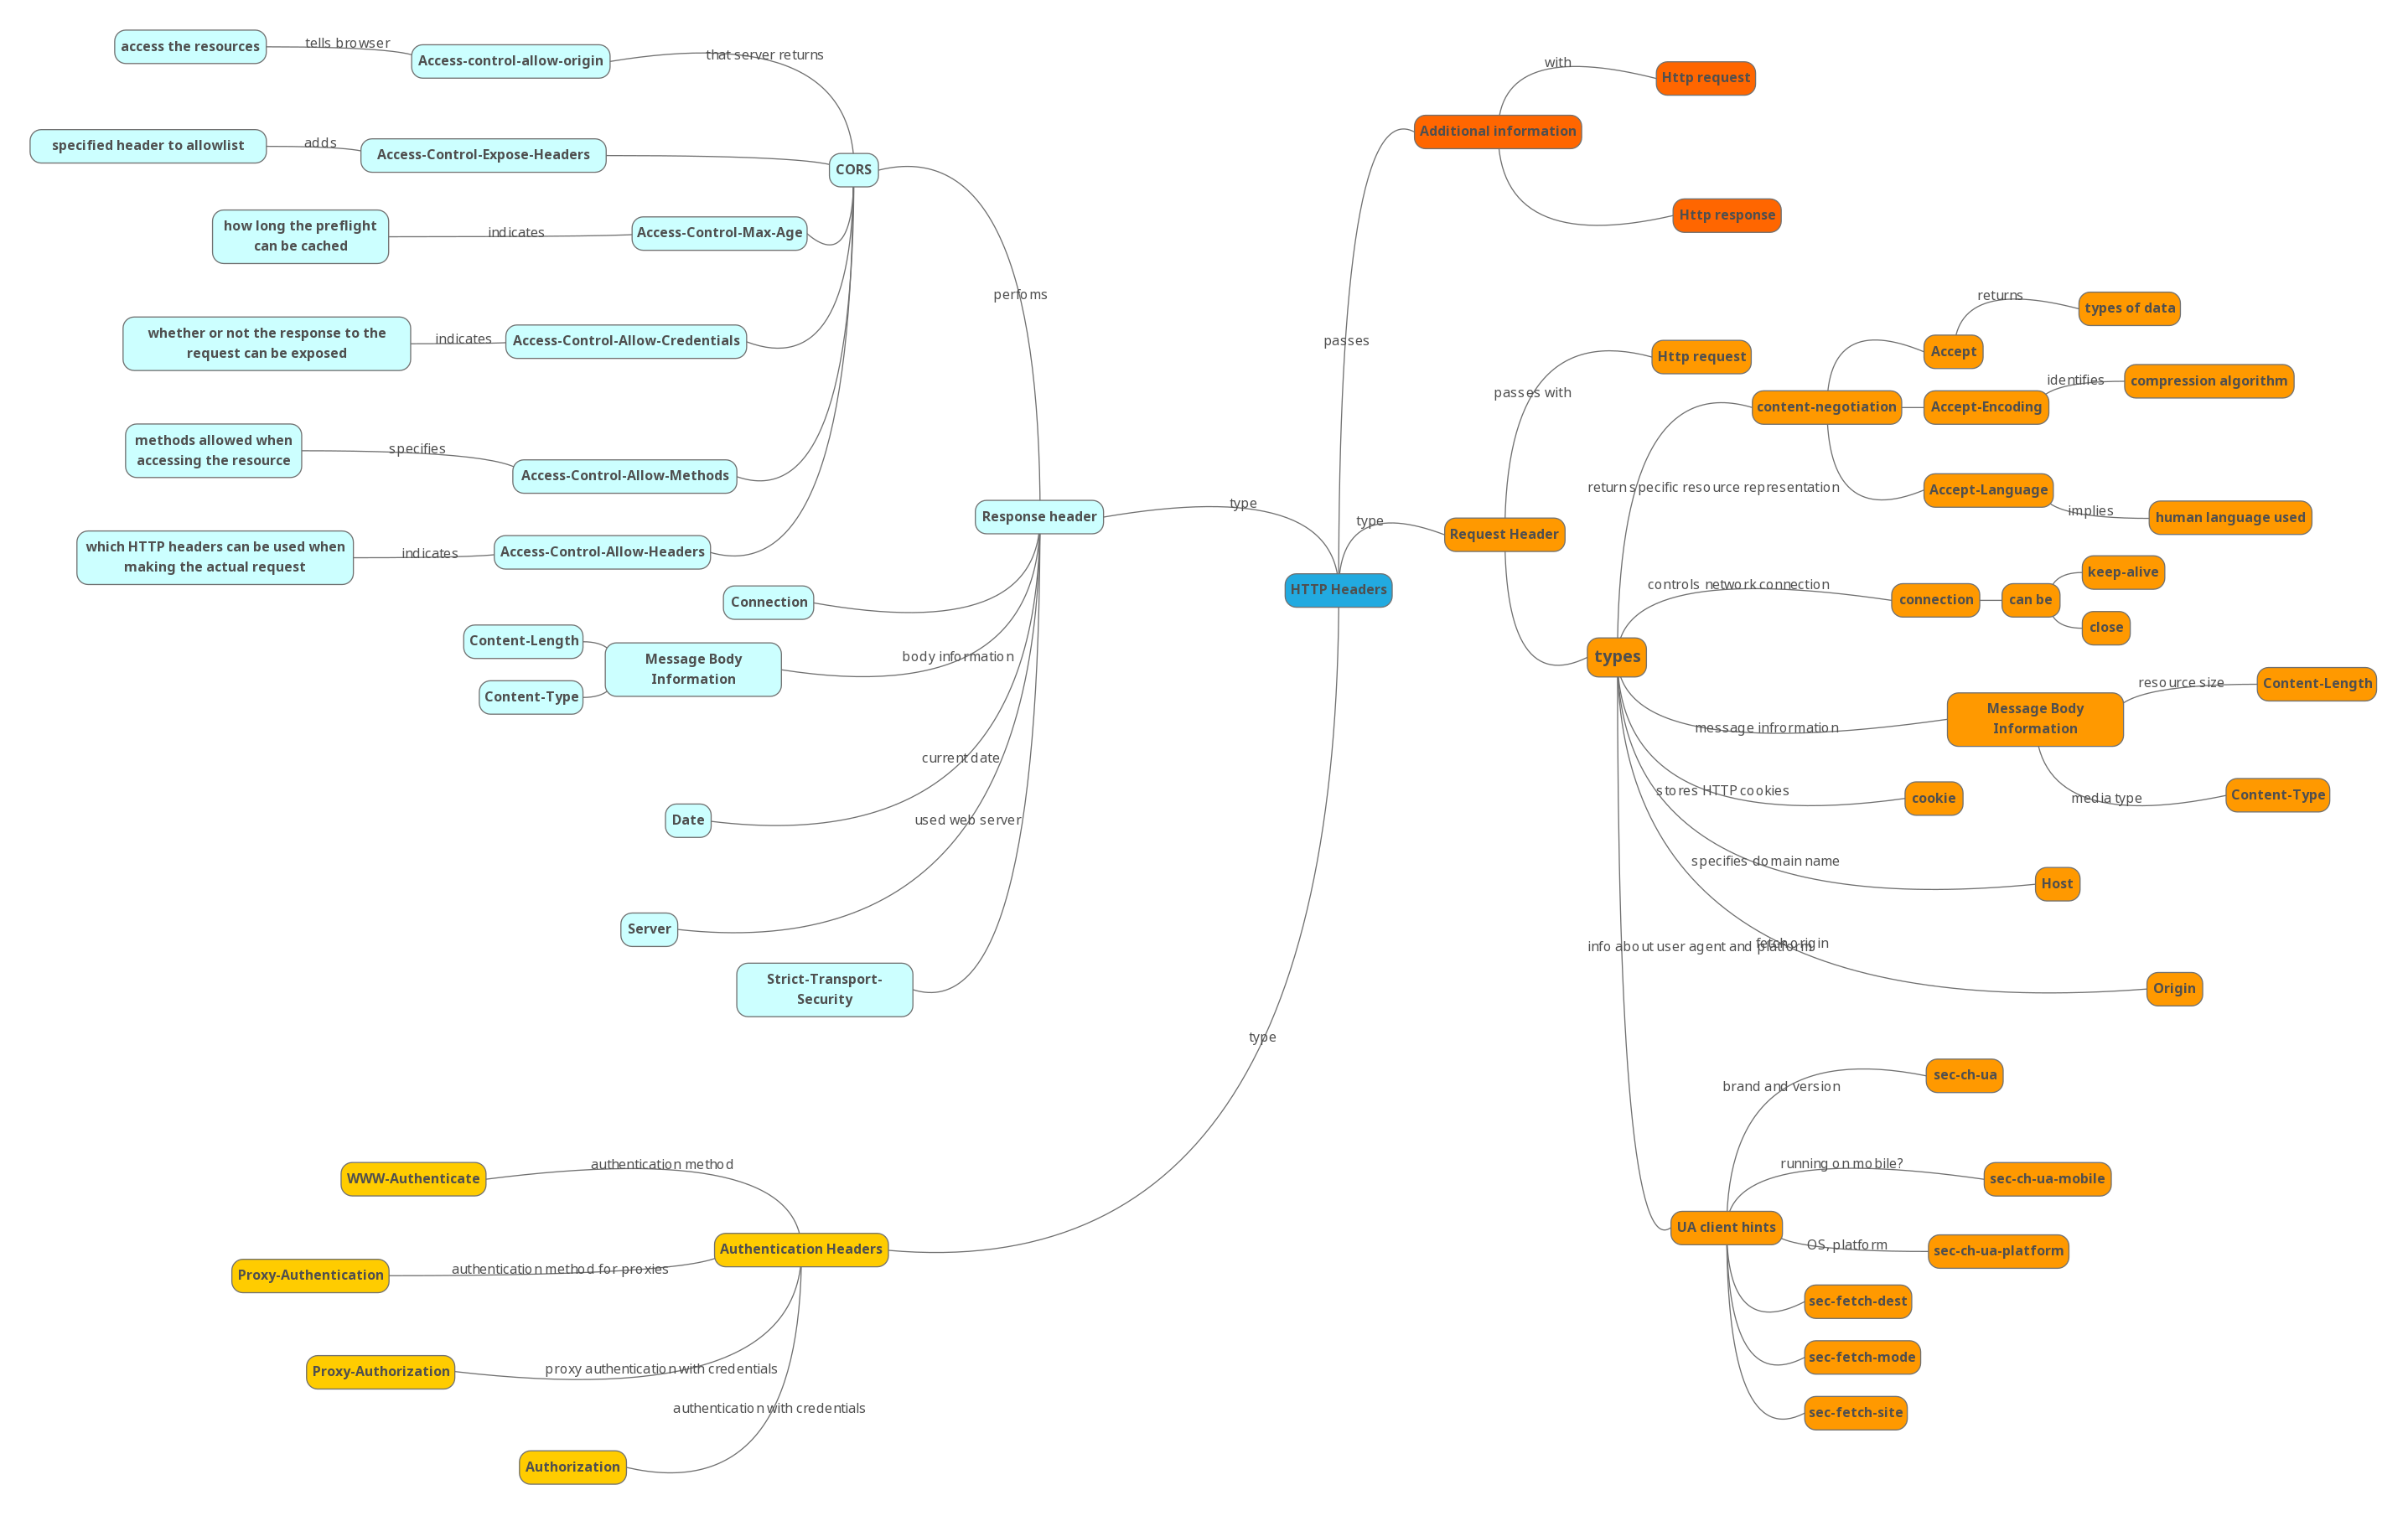 access the resources
tells browser
Access-control-allow-origin
that server returns
specified header to allowlist
adds
Access-Control-Expose-Headers
CORS
how long the preflight
can be cached
indicates
Access-Control-Max-Age
perfoms
whether or not the response to the
request can be exposed
indicates
Access-Control-Allow-Credentials
methods allowed when
accessing the resource
specifies
Access-Control-Allow-Methods
which HTTP headers can be used when
making the actual request
indicates
Access-Control-Allow-Headers
Response header
type
Connection
Content-Length
Content-Type
Message Body
Information
body information
current date
Date
used web server
Server
Strict-Transport-
Security
HTTP Headers
type
WWW-Authenticate
authentication method
Authentication Headers
Proxy-Authentication
authentication method for proxies
Proxy-Authorization
proxy authentication with credentials
authentication with credentials
Authorization
passes
Additional information
with
Http request
Http response
type
Request Header
passes with
Http request
types
return specific resource representation
content-negotiation
Accept
returns
types of data
Accept-Encoding
identifies
compression algorithm
Accept-Language
implies
human language used
controls network connection
connection
can be
keep-alive
close
message infrormation
Message Body
Information
resource size
Content-Length
media type
Content-Type
stores HTTP cookies
cookie
specifies domain name
Host
fetch origin
Origin
info about user agent and platform
UA client hints
brand and version
sec-ch-ua
running on mobile?
sec-ch-ua-mobile
OS, platform
sec-ch-ua-platform
sec-fetch-dest
sec-fetch-mode
sec-fetch-site